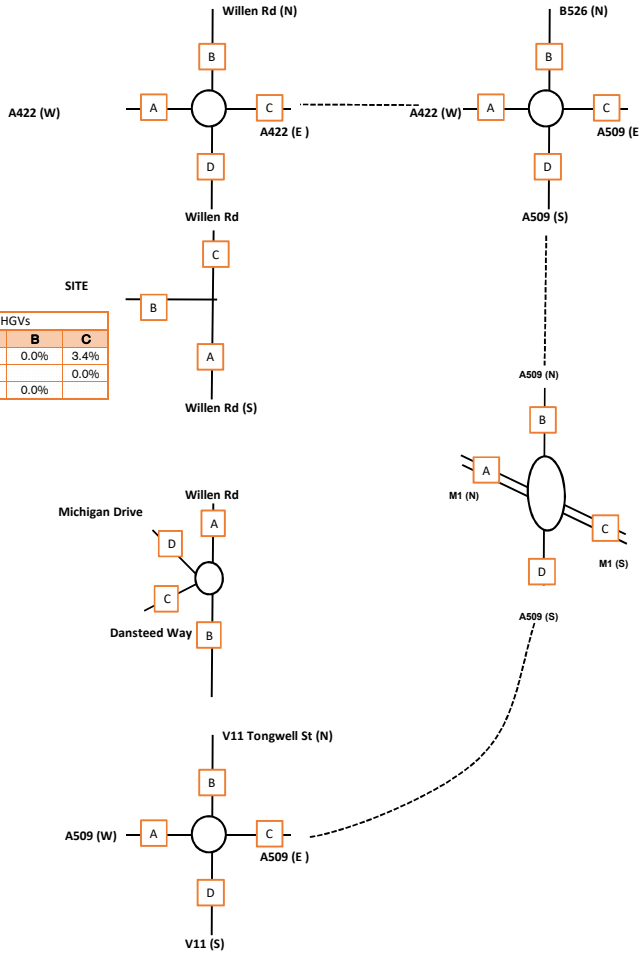 Willen Rd (N)
B
A422 (W)
A
C
A422 (E )
D
Willen Rd
B526 (N)
B
A422 (W)
A
C
A509 (E
D
A509 (S)
C
SITE
B
A
Willen Rd (S)
HGVs
B C
0.0% 3.4%
0.0%
0.0%
A509 (N)
B
A
M1 (N)
C
M1 (S)
D
A509 (S)
Willen Rd
Michigan Drive
A
D
C
Dansteed Way
B
V11 Tongwell St (N)
B
A509 (W)
A
C
A509 (E )
D
V11 (S)